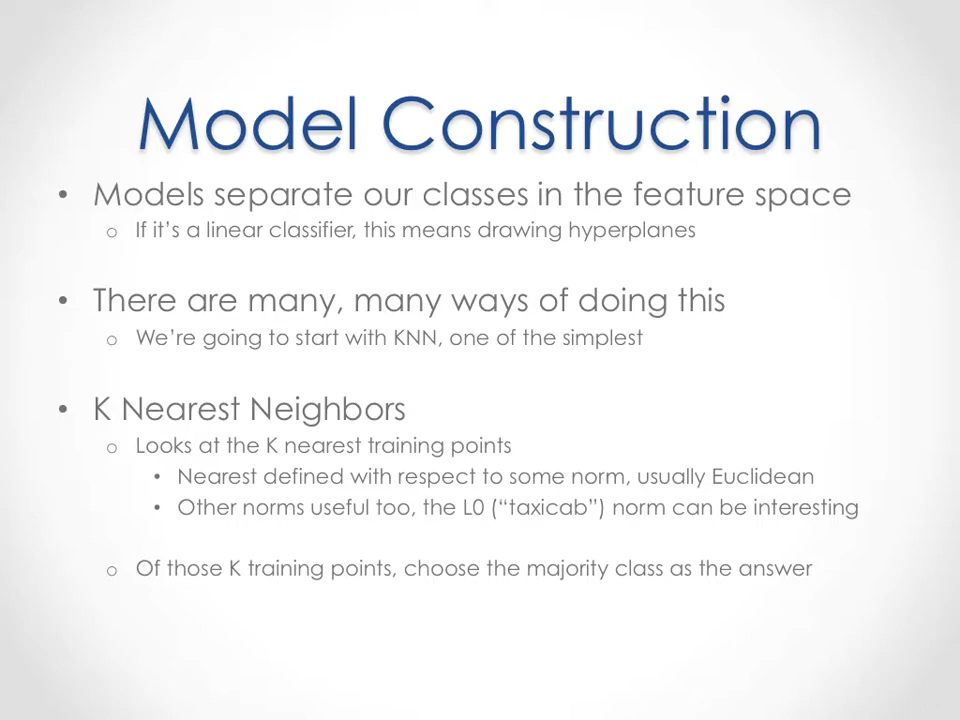 Model Construction
• Models separate our classes in the feature space
o If it’s a linear classifier, this means drawing hyperplanes
• There are many, many ways of doing this
o We’re going to start with KNN, one of the simplest
• K Nearest Neighbors
o Looks at the K nearest training points
• Nearest defined with respect to some norm, usually Euclidean
• Other norms useful too, the L0 (“taxicab”) norm can be interesting
o Of those K training points, choose the majority class as the answer